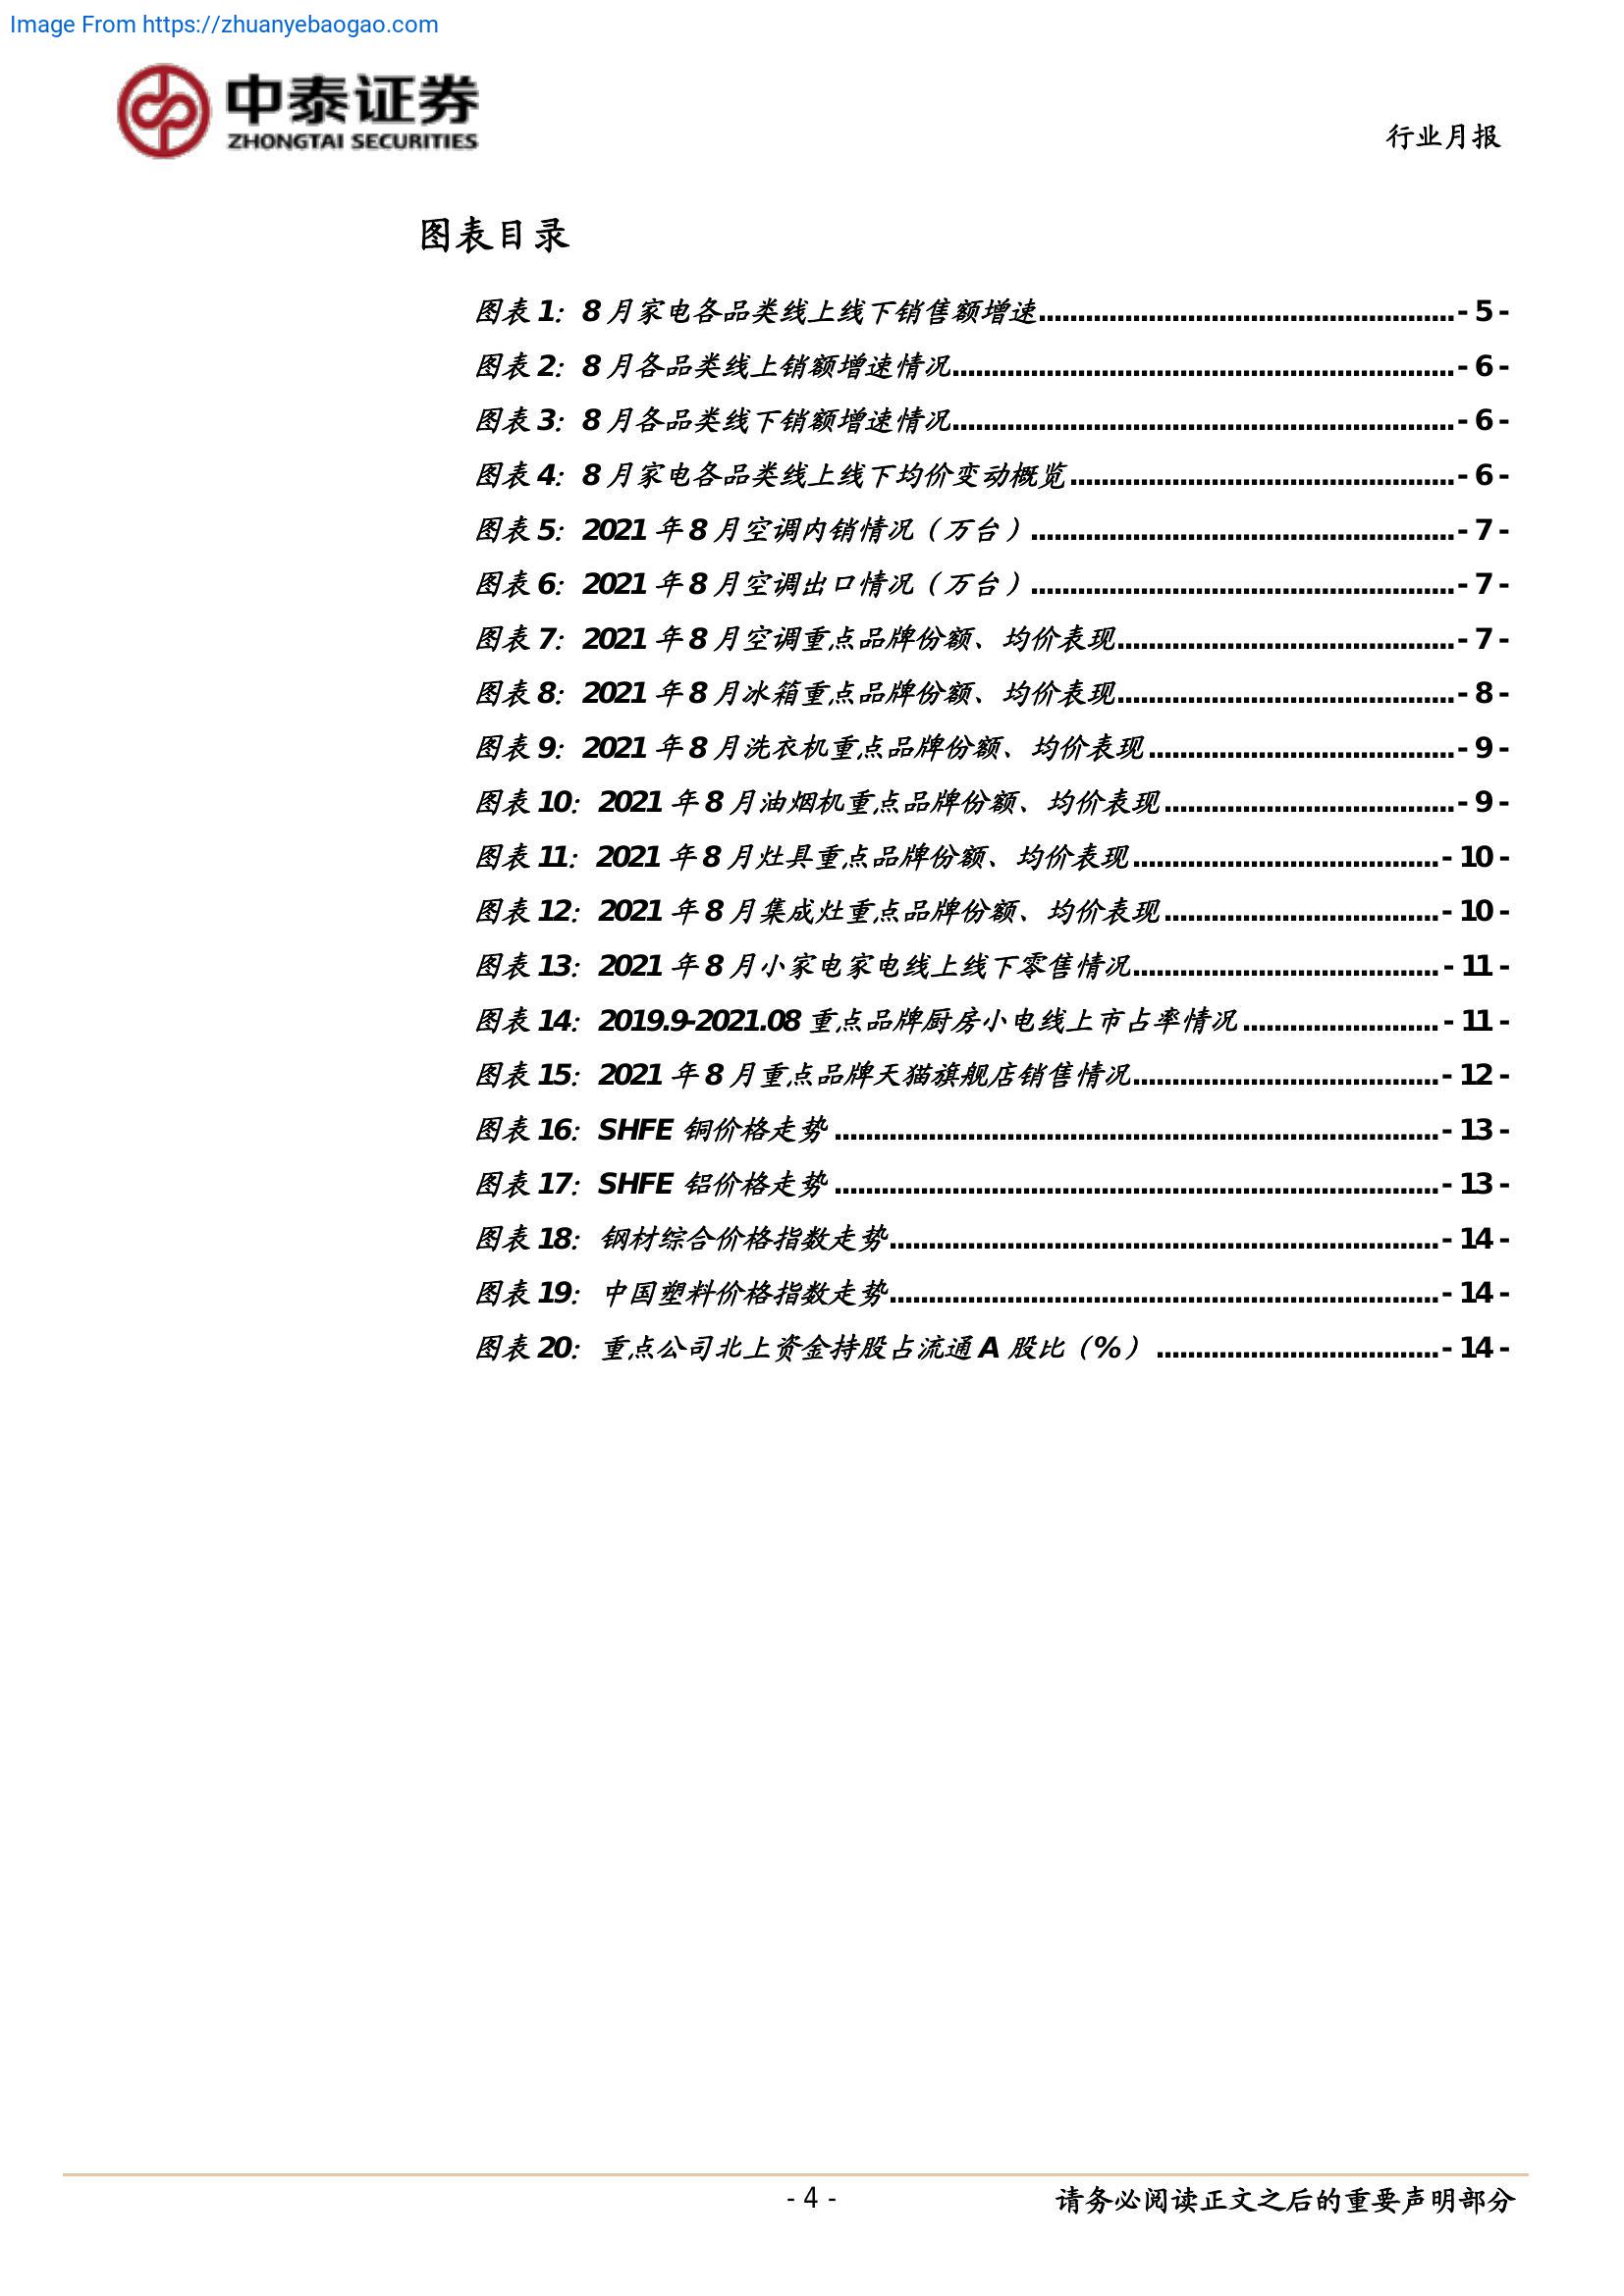 Image From https://zhuanyebaogao.com
中泰证券
ZHONGTAI SECURITIES
行业月报
图表目录
图表 1：8 月家电各品类线上线下销售额增速...............- 5 -
图表 2：8 月各品类线上销额增速情况...............- 6 -
图表 3：8 月各品类线下销额增速情况...............- 6 -
图表 4：8 月家电各品类线上线下均价变动概览...............- 6 -
图表 5：2021 年 8 月空调内销情况（万台）...............- 7 -
图表 6：2021 年 8 月空调出口情况（万台）...............- 7 -
图表 7：2021 年 8 月空调重点品牌份额、均价表现...............- 7 -
图表 8：2021 年 8 月冰箱重点品牌份额、均价表现...............- 8 -
图表 9：2021 年 8 月洗衣机重点品牌份额、均价表现...............- 9 -
图表 10：2021 年 8 月油烟机重点品牌份额、均价表现...............- 9 -
图表 11：2021 年 8 月灶具重点品牌份额、均价表现...............- 10 -
图表 12：2021 年 8 月集成灶重点品牌份额、均价表现...............- 10 -
图表 13：2021 年 8 月小家电家电线上线下零售情况...............- 11 -
图表 14：2019.9-2021.08 重点品牌厨房小电线上市占率情况...............- 11 -
图表 15：2021 年 8 月重点品牌天猫旗舰店销售情况...............- 12 -
图表 16：SHFE 铜价格走势...............- 13 -
图表 17：SHFE 铝价格走势...............- 13 -
图表 18：钢材综合价格指数走势...............- 14 -
图表 19：中国塑料价格指数走势...............- 14 -
图表 20：重点公司北上资金持股占流通 A 股比（%）...............- 14 -
- 4 -
请务必阅读正文之后的重要声明部分